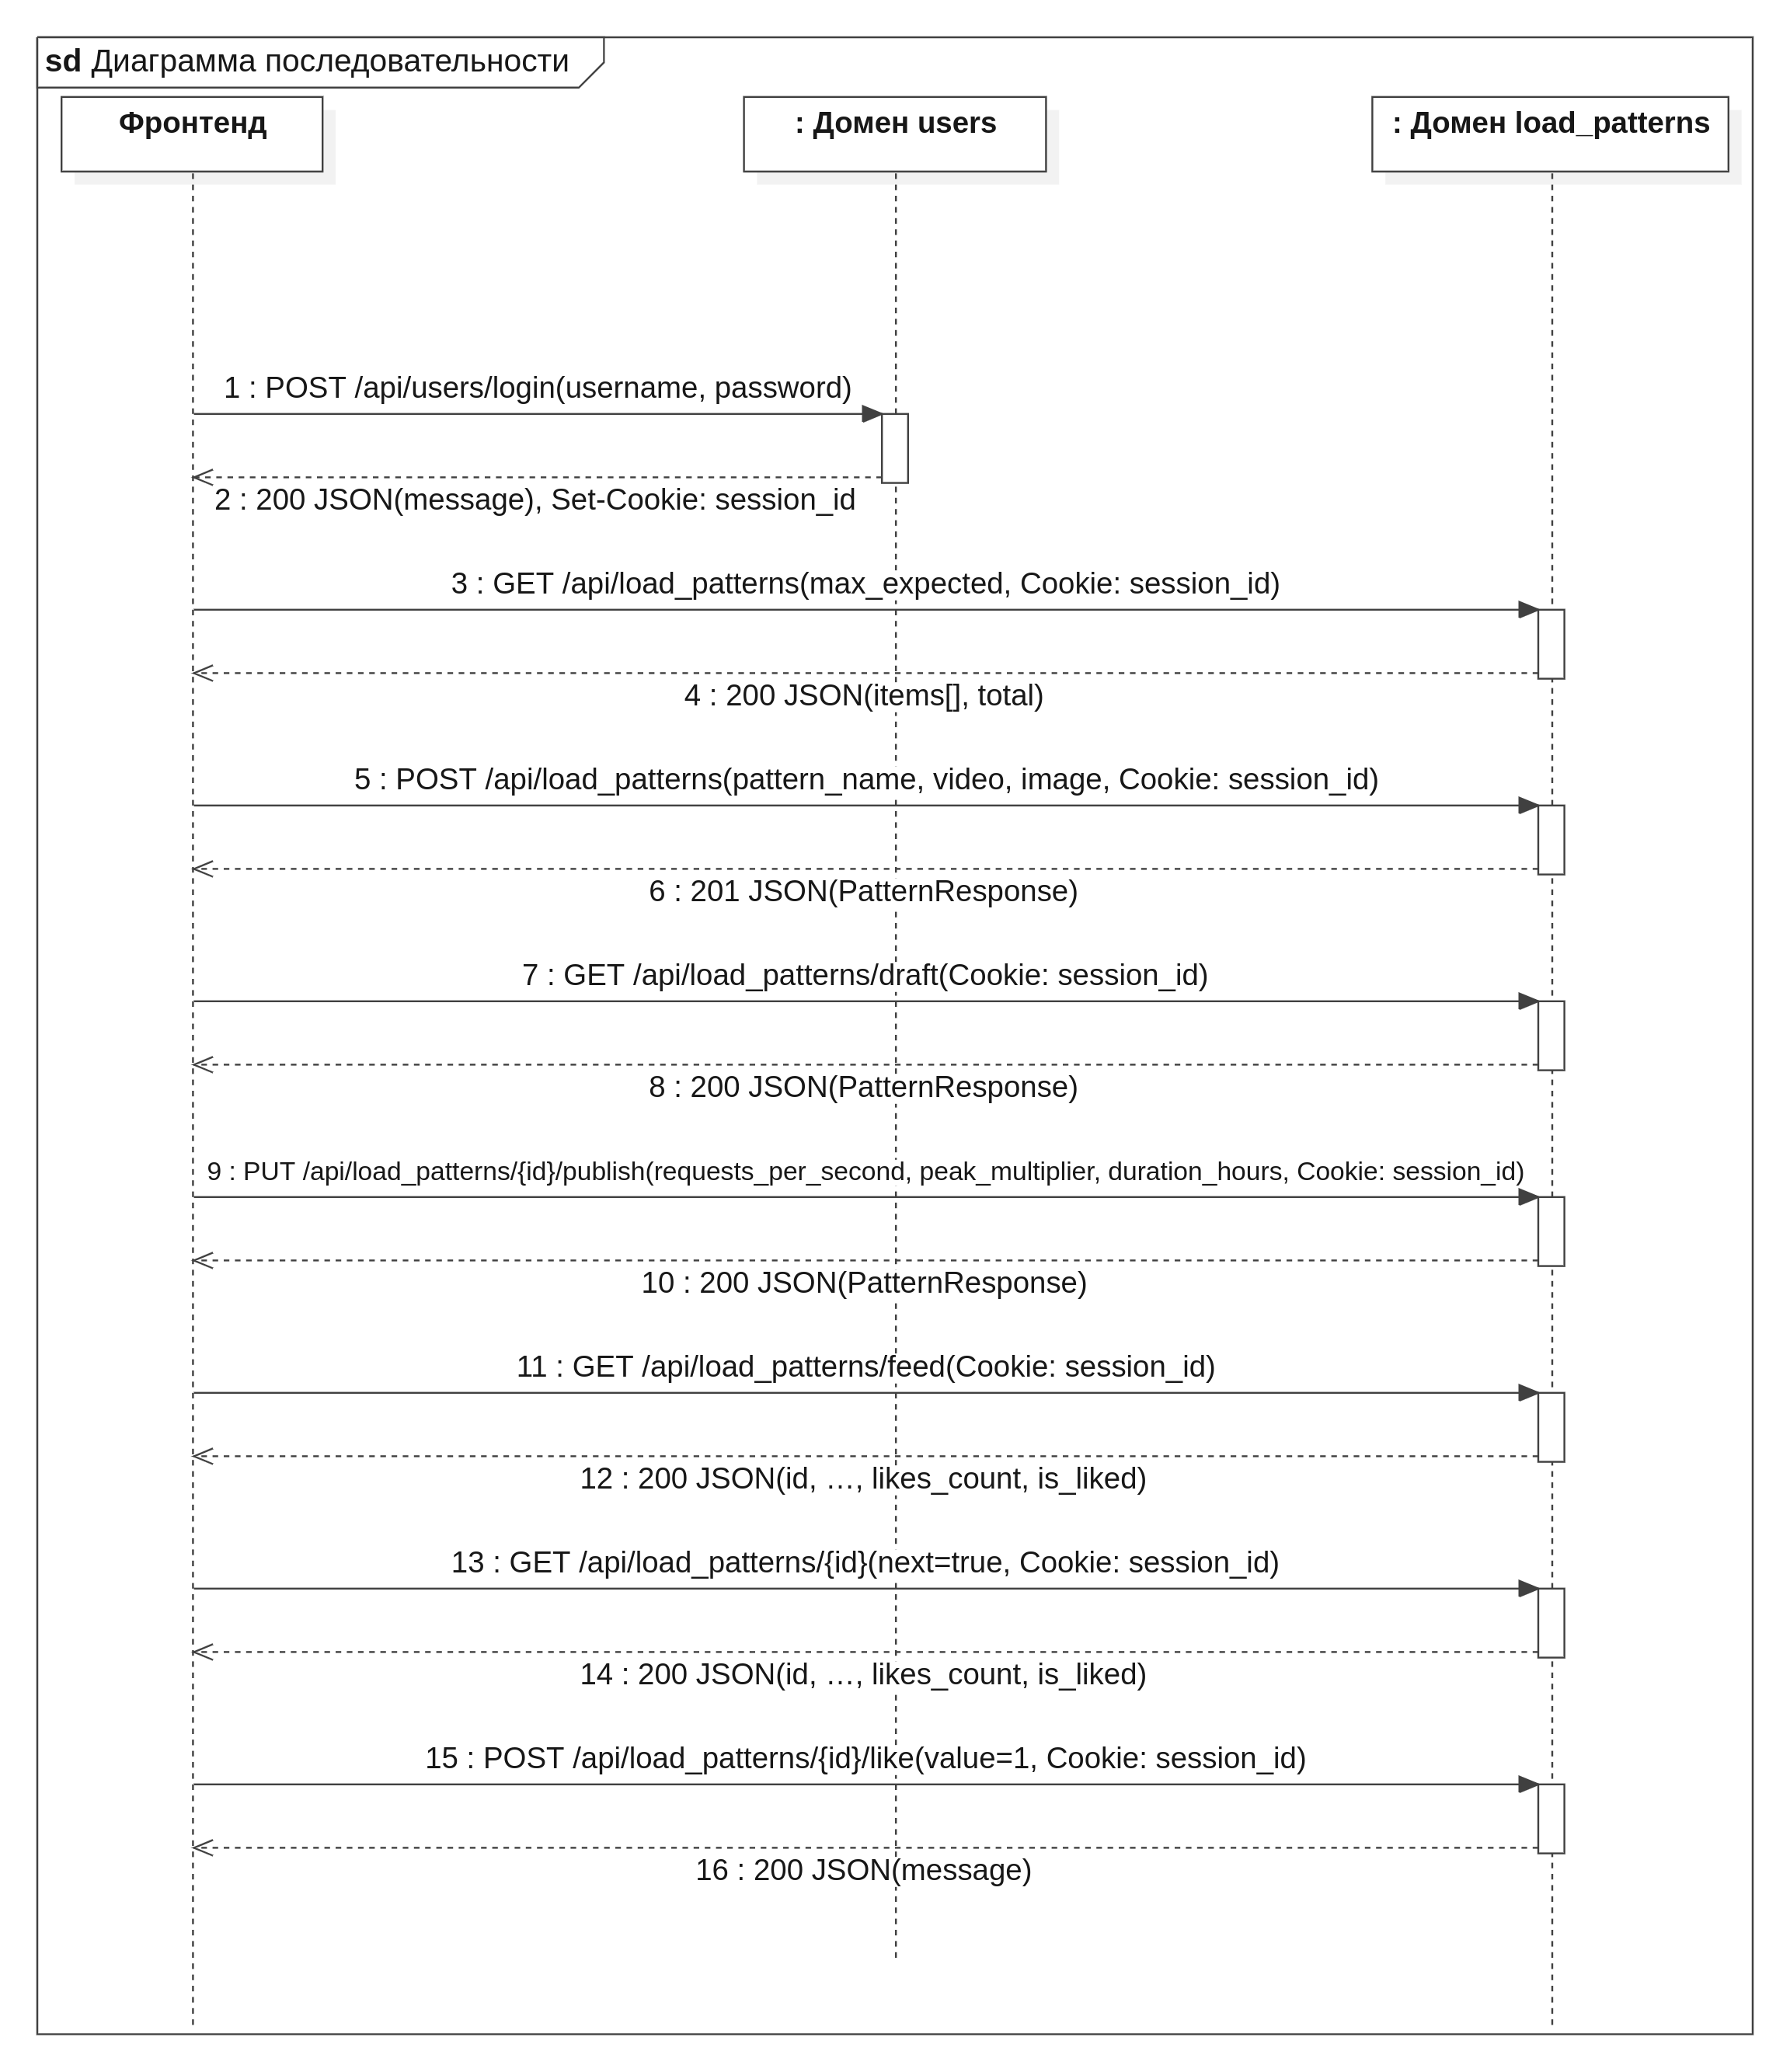 sd Диаграмма последовательности
Фронтенд
: Домен users
: Домен load_patterns
1 : POST /api/users/login(username, password)
2 : 200 JSON(message), Set-Cookie: session_id
3 : GET /api/load_patterns(max_expected, Cookie: session_id)
4 : 200 JSON(items[], total)
5 : POST /api/load_patterns(pattern_name, video, image, Cookie: session_id)
6 : 201 JSON(PatternResponse)
7 : GET /api/load_patterns/draft(Cookie: session_id)
8 : 200 JSON(PatternResponse)
9 : PUT /api/load_patterns/{id}/publish(requests_per_second, peak_multiplier, duration_hours, Cookie: session_id)
10 : 200 JSON(PatternResponse)
11 : GET /api/load_patterns/feed(Cookie: session_id)
12 : 200 JSON(id, …, likes_count, is_liked)
13 : GET /api/load_patterns/{id}(next=true, Cookie: session_id)
14 : 200 JSON(id, …, likes_count, is_liked)
15 : POST /api/load_patterns/{id}/like(value=1, Cookie: session_id)
16 : 200 JSON(message)